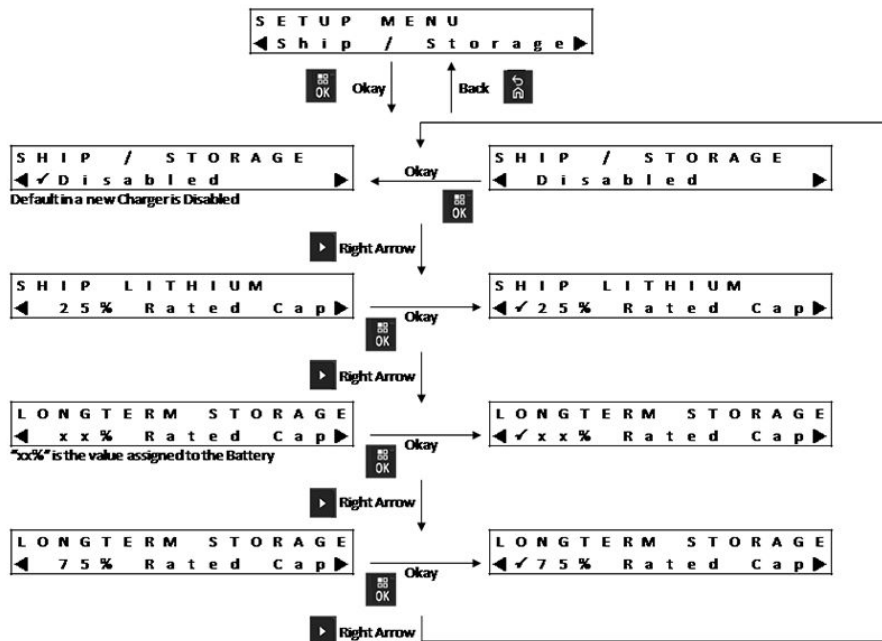 SETUP MENU
◀Ship / Storage▶
OK Okay Back
SHIP / STORAGE
◀✓Disabled ▶
Default in a new Charger is Disabled
Okay
OK
SHIP / STORAGE
◀ Disabled ▶
Right Arrow
SHIP LITHIUM
◀ 25% Rated Cap▶
Okay
OK
SHIP LITHIUM
◀✓25% Rated Cap▶
Right Arrow
LONGTERM STORAGE
◀ xx% Rated Cap▶
"xx%" is the value assigned to the Battery
Okay
OK
LONGTERM STORAGE
◀✓xx% Rated Cap▶
Right Arrow
LONGTERM STORAGE
◀ 75% Rated Cap▶
Okay
OK
LONGTERM STORAGE
◀✓75% Rated Cap▶
Right Arrow